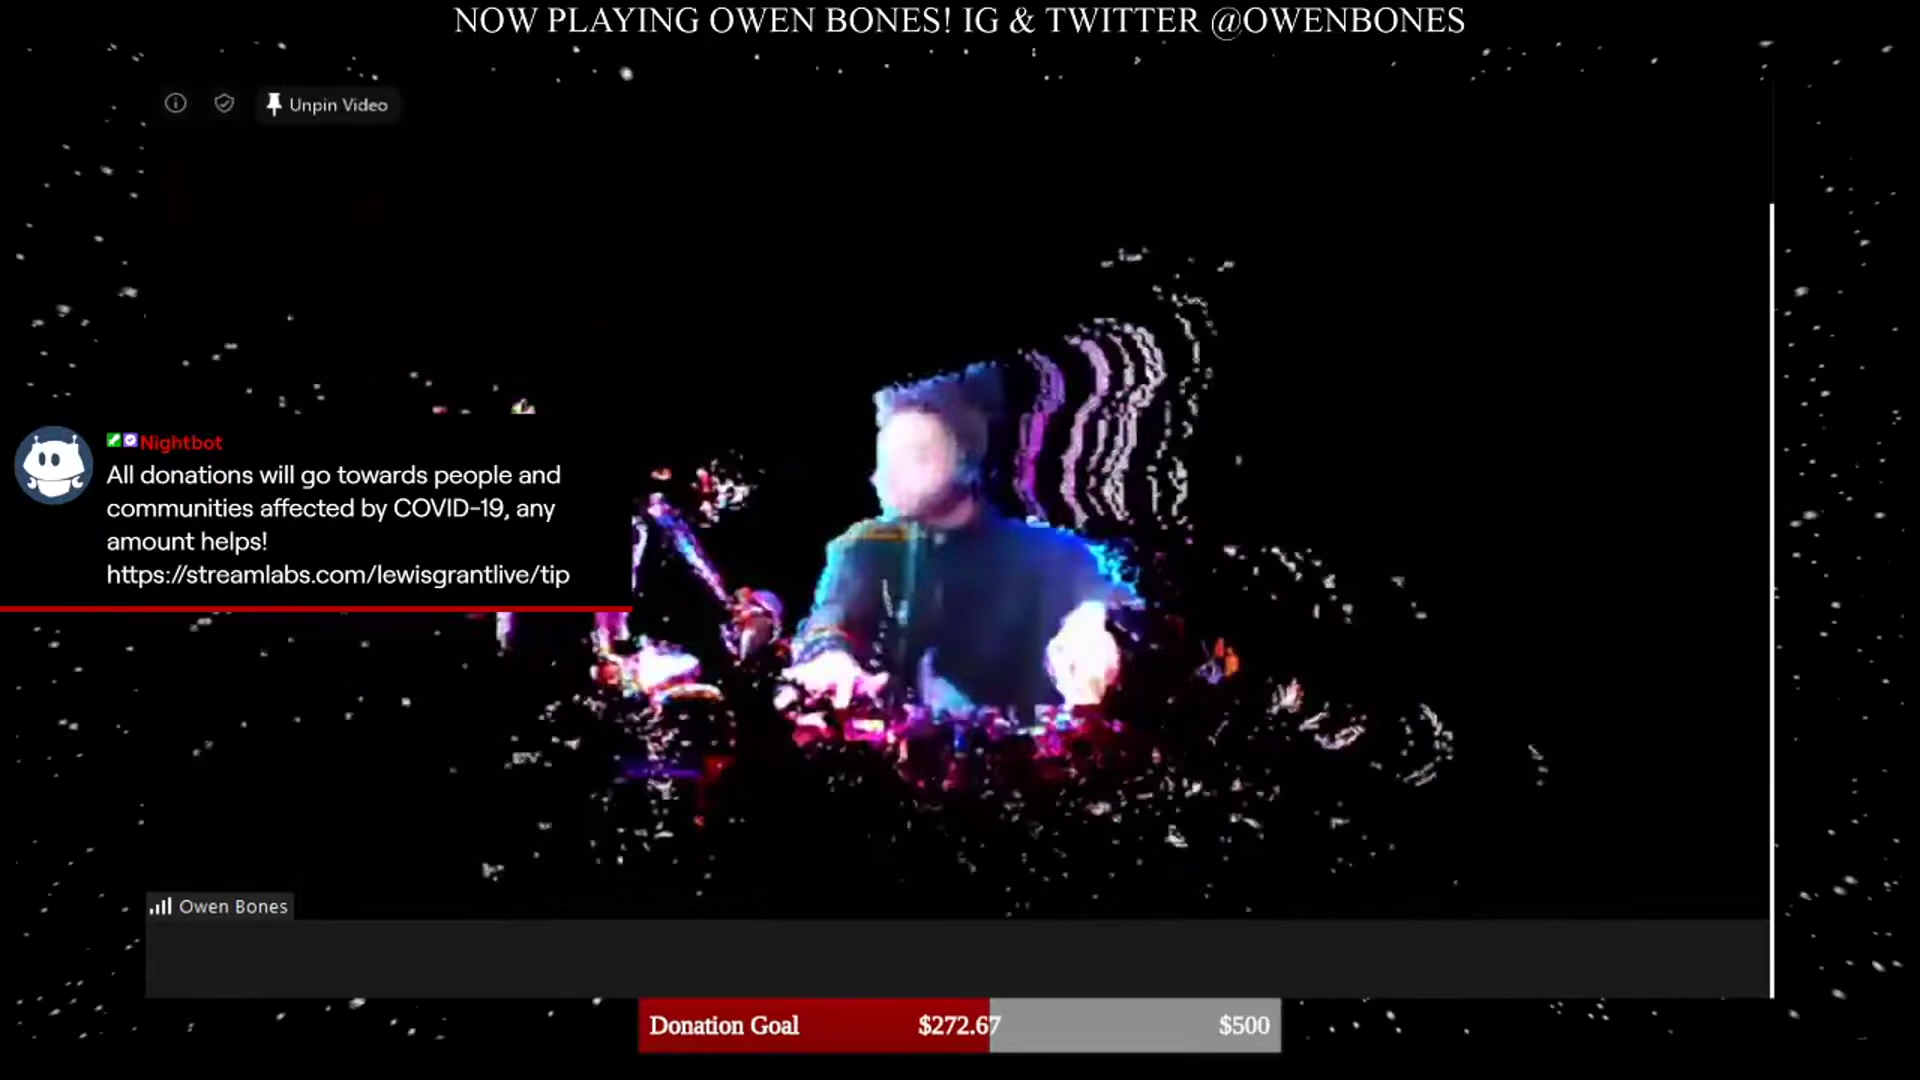 NOW PLAYING OWEN BONES! IG & TWITTER @OWENBONES
Unpin Video
Nightbot
All donations will go towards people and
communities affected by COVID-19, any
amount helps!
https://streamlabs.com/lewisgrantlive/tip
Owen Bones
Donation Goal $272.67 $500